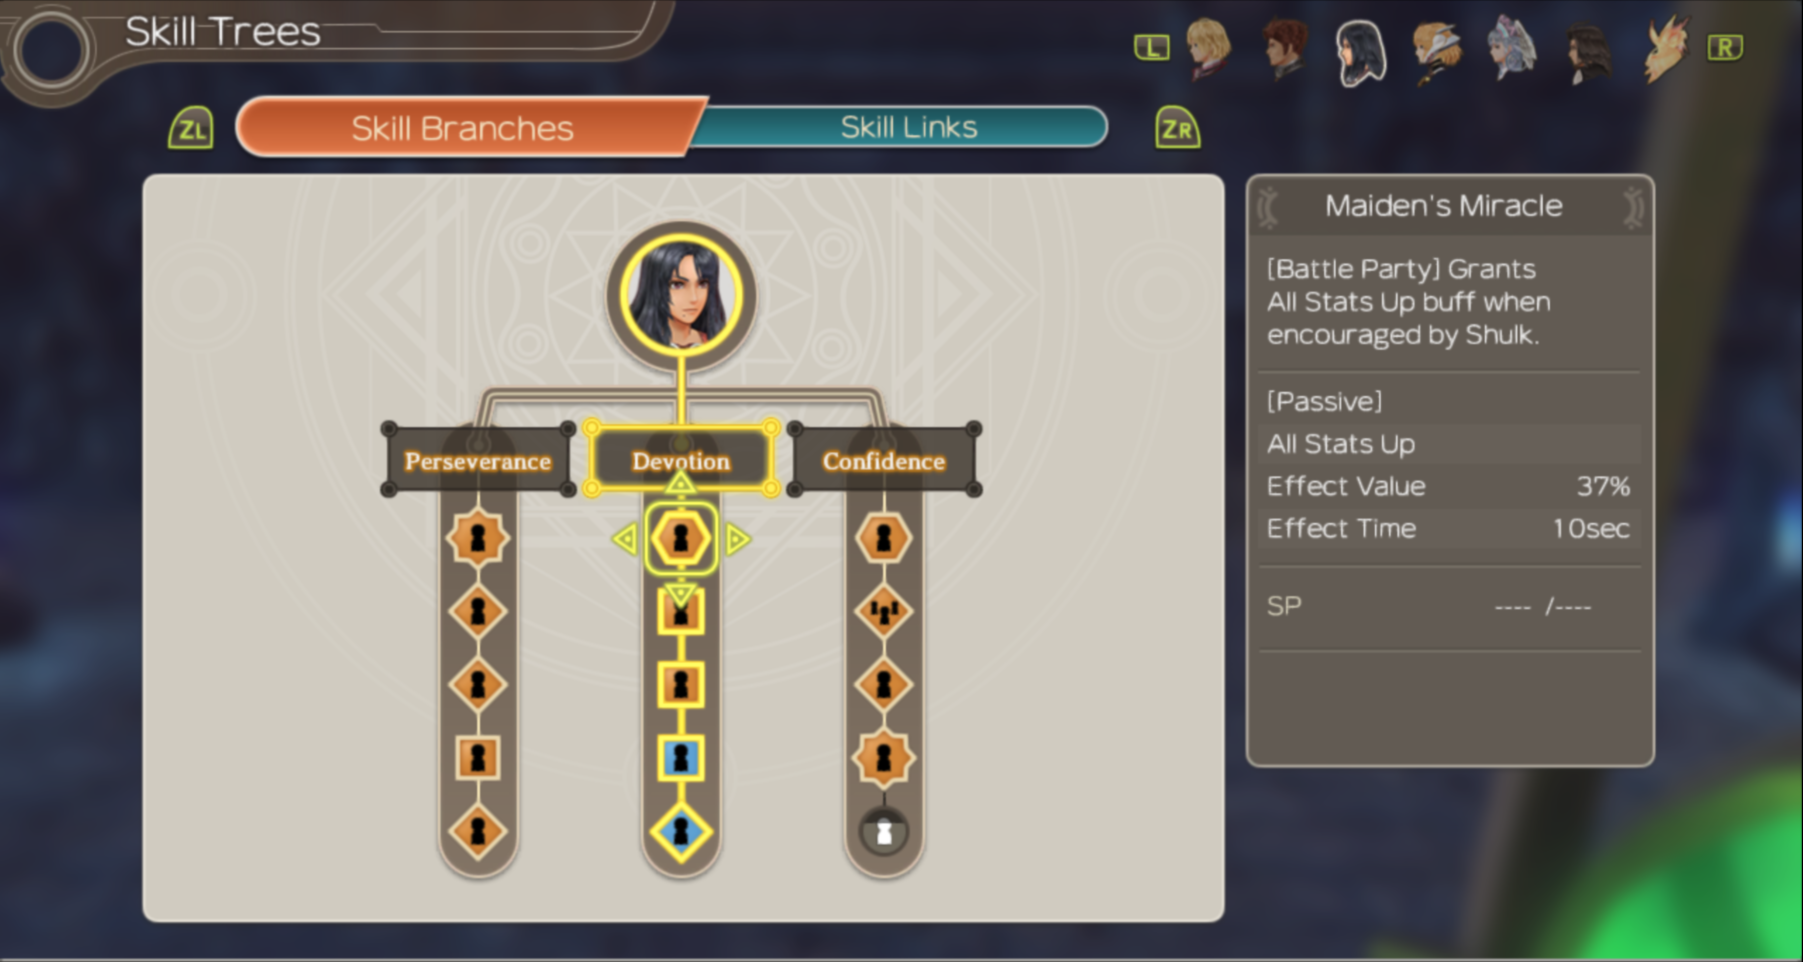 Skill Trees
L
R
ZL
Skill Branches
Skill Links
ZR
Maiden's Miracle
[Battle Party] Grants
All Stats Up buff when
encouraged by Shulk.
[Passive]
All Stats Up
Effect Value 37%
Effect Time 10sec
SP ---- /----
Perseverance
Devotion
Confidence